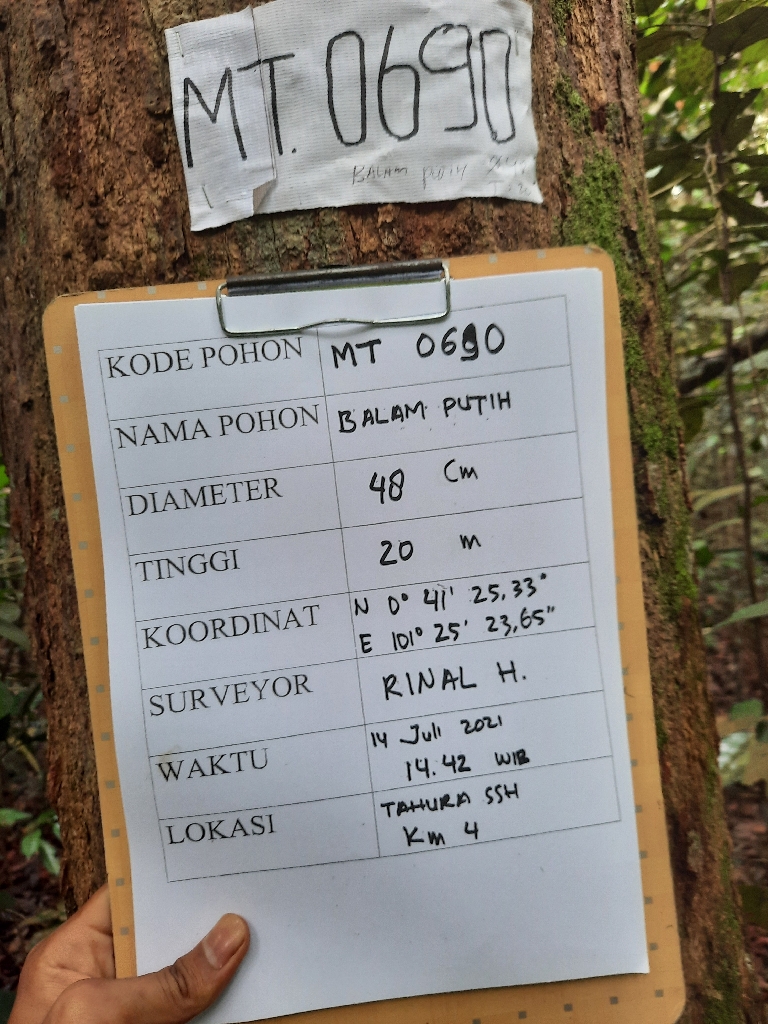 MT. 0690
BALAM PUTIH
KODE POHON MT 0690
NAMA POHON BALAM PUTIH
DIAMETER 48 Cm
TINGGI 20 m
KOORDINAT N 0° 41' 25,33"
E 101° 25' 23,65"
SURVEYOR RINAL H.
WAKTU 14 Juli 2021
14.42 WIB
LOKASI TAHURA SSH
Km 4